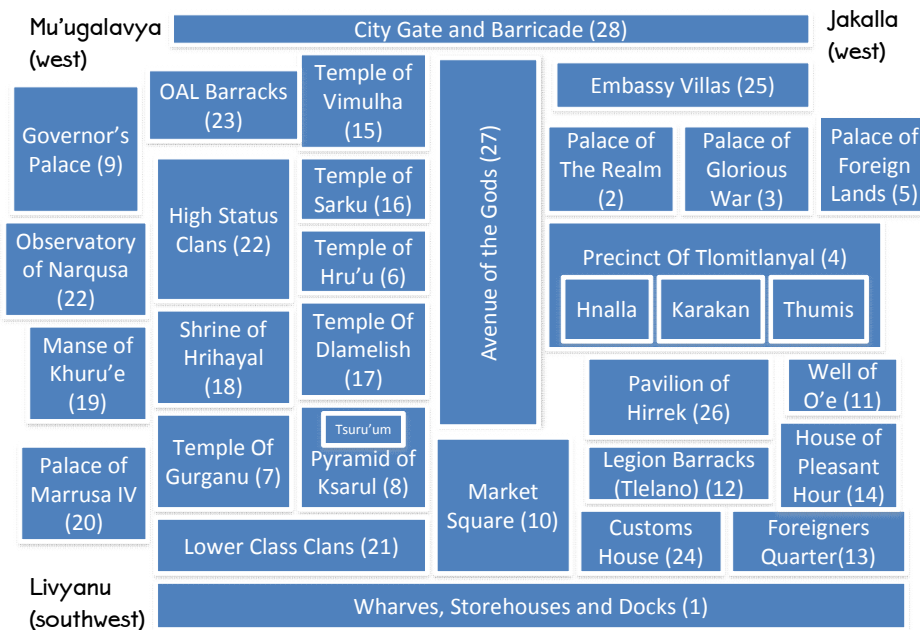 Mu'ugalavya
(west)
City Gate and Barricade (28)
Jakalla
(west)
Governor's
Palace (9)
OAL Barracks
(23)
Temple of
Vimulha
(15)
Avenue of the Gods (27)
Embassy Villas (25)
Palace of
The Realm
(2)
Palace of
Glorious
War (3)
Palace of
Foreign
Lands (5)
High Status
Clans (22)
Temple of
Sarku (16)
Observatory
of Narqusa
(22)
Temple of
Hru'u (6)
Precinct Of Tlomitlanyal (4)
Hnalla
Karakan
Thumis
Manse of
Khuru'e
(19)
Shrine of
Hrihayal
(18)
Temple Of
Dlamelish
(17)
Pavilion of
Hirrek
(26)
Well of
O'e (11)
Palace of
Marrusa IV
(20)
Temple Of
Gurganu (7)
Tsuru'um
Pyramid of
Ksarul (8)
Market
Square (10)
Legion Barracks
(Tlelano) (12)
House of
Pleasant
Hour (14)
Lower Class Clans (21)
Customs
House (24)
Foreigners
Quarter(13)
Livyanu
(southwest)
Wharves, Storehouses and Docks (1)